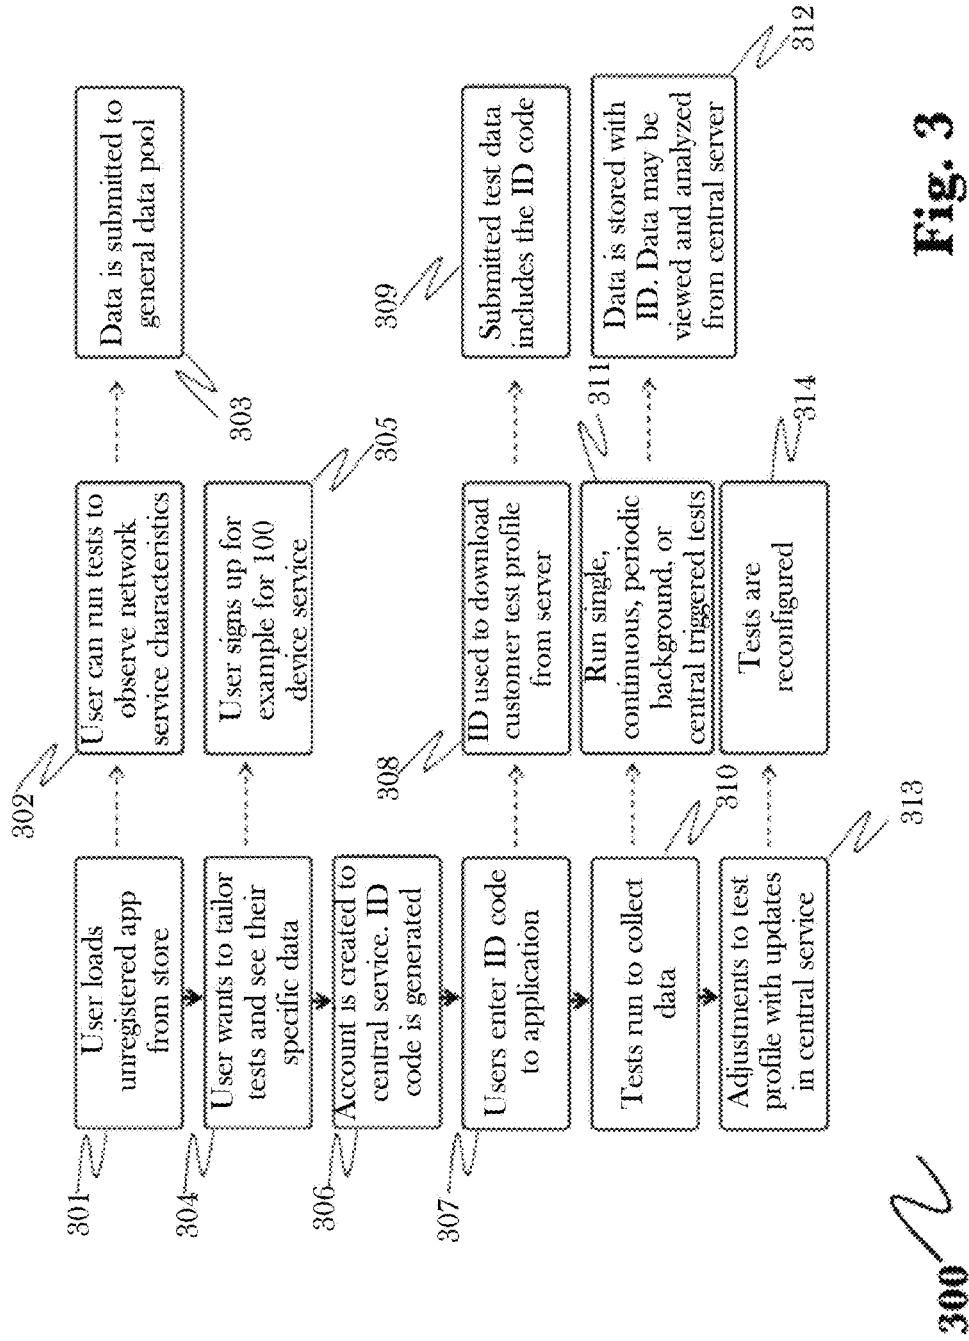 301
User loads
unregistered app
from store
302
User can run tests to
observe network
service characteristics
303
Data is submitted to
general data pool
304
User wants to tailor
tests and see their
specific data
305
User signs up for
example for 100
device service
306
Account is created to
central service. ID
code is generated
307
Users enter ID code
to application
308
ID used to download
customer test profile
from server
309
Submitted test data
includes the ID code
310
Tests run to collect
data
311
Run single,
continuous, periodic
background, or
central triggered tests
312
Data is stored with
ID. Data may be
viewed and analyzed
from central server
313
Adjustments to test
profile with updates
in central service
314
Tests are
reconfigured
300
Fig. 3